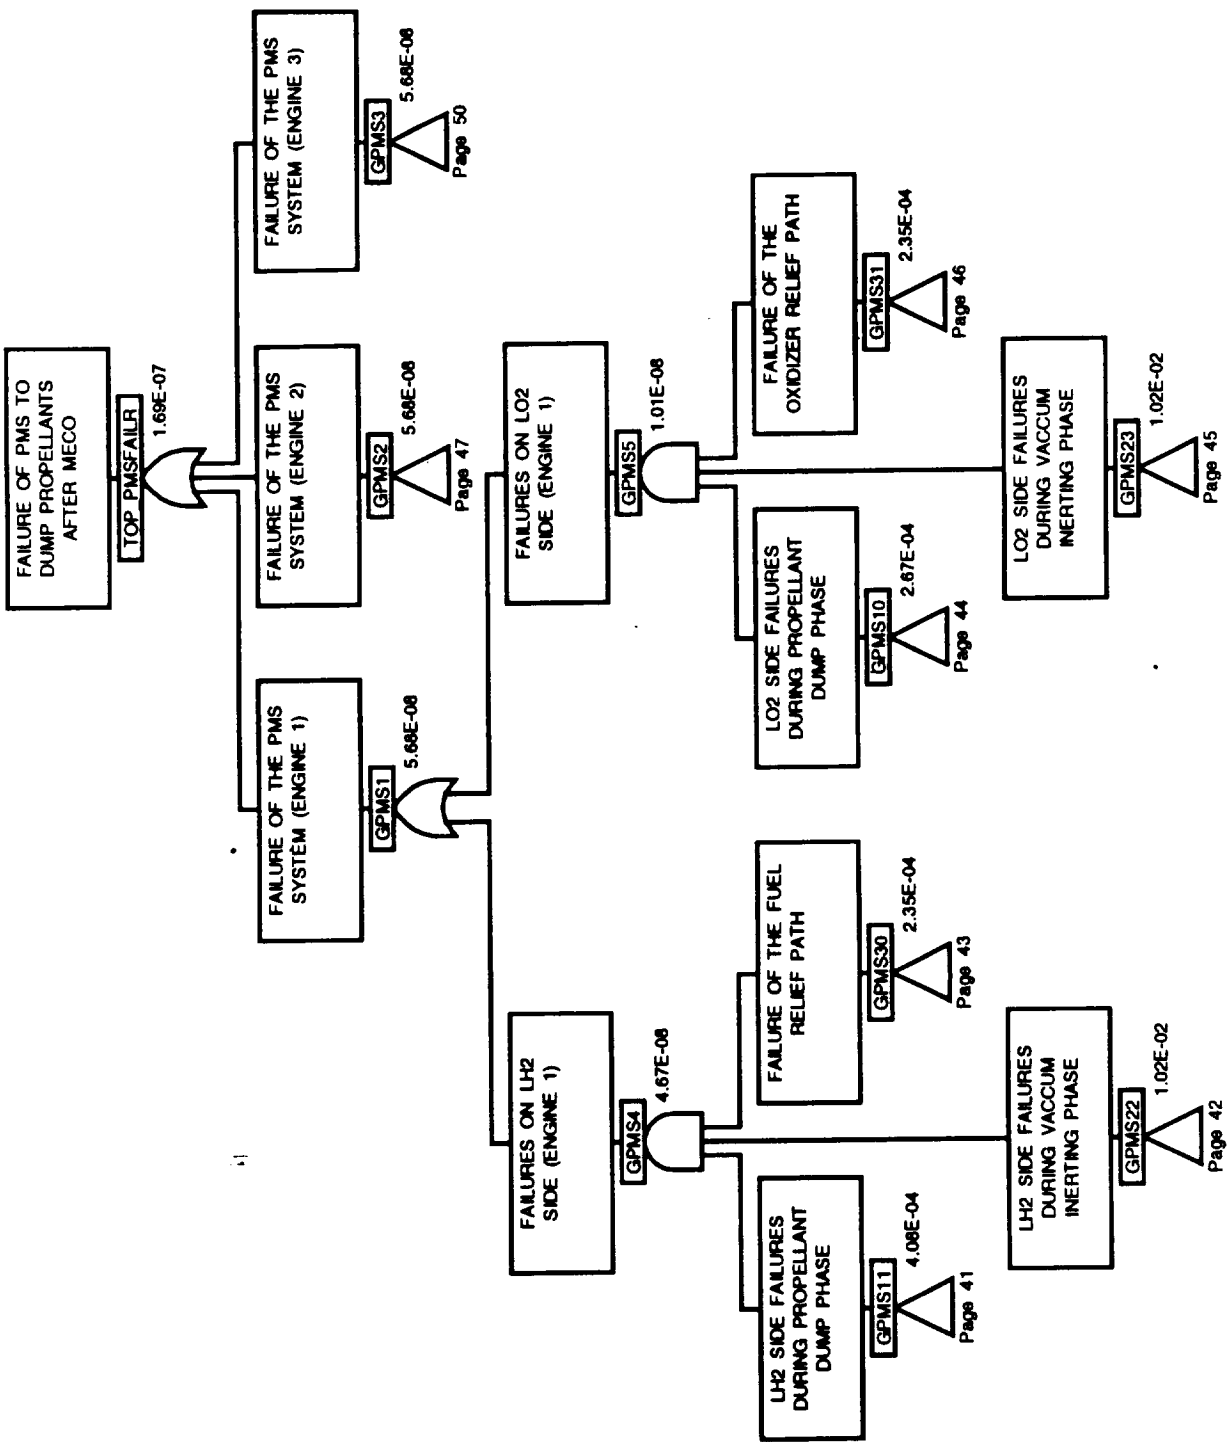 FAILURE OF PMS TO
DUMP PROPELLANTS
AFTER MECO
TOP PMSFAILR
1.69E-07
FAILURE OF THE PMS
SYSTEM (ENGINE 1)
GPMS1
5.68E-08
FAILURE OF THE PMS
SYSTEM (ENGINE 2)
GPMS2
5.68E-08
Page 47
FAILURE OF THE PMS
SYSTEM (ENGINE 3)
GPMS3
5.68E-08
Page 50
FAILURES ON LH2
SIDE (ENGINE 1)
GPMS4
4.67E-08
FAILURES ON LO2
SIDE (ENGINE 1)
GPMS5
1.01E-08
LH2 SIDE FAILURES
DURING PROPELLANT
DUMP PHASE
GPMS11
4.08E-04
Page 41
FAILURE OF THE FUEL
RELIEF PATH
GPMS30
2.35E-04
Page 43
LO2 SIDE FAILURES
DURING PROPELLANT
DUMP PHASE
GPMS10
2.67E-04
Page 44
FAILURE OF THE
OXIDIZER RELIEF PATH
GPMS31
2.35E-04
Page 46
LH2 SIDE FAILURES
DURING VACCUM
INERTING PHASE
GPMS22
1.02E-02
Page 42
LO2 SIDE FAILURES
DURING VACCUM
INERTING PHASE
GPMS23
1.02E-02
Page 45